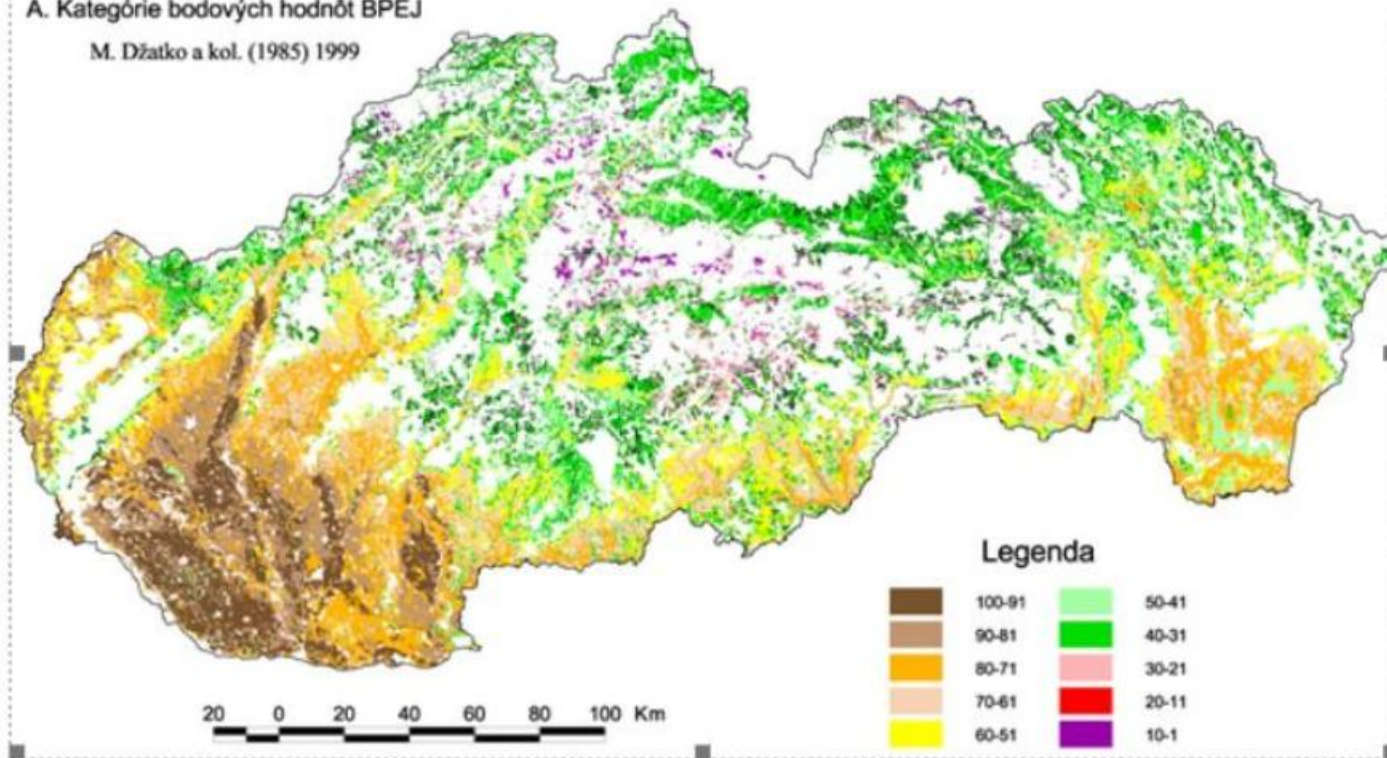 A. Kategórie bodových hodnôt BPEJ
M. Džatko a kol. (1985) 1999
Legenda
100-91 50-41
90-81 40-31
80-71 30-21
70-61 20-11
60-51 10-1
20 0 20 40 60 80 100 Km